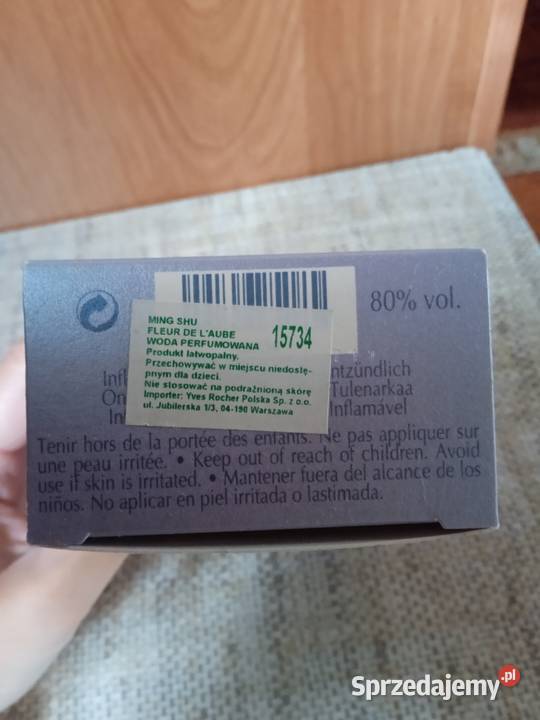 80% vol.
MING SHU
FLEUR DE L'AUBE
WODA PERFUMOWANA 15734
Produkt łatwopalny.
Przechowywać w miejscu niedostę-
pnym dla dzieci.
Nie stosować na podrażnioną skórę
Importer: Yves Rocher Polska Sp. z o.o.
ul. Jubilerska 1/3, 04-190 Warszawa
Inf ntzündlich
On Tulenarkaa
In Inflamável
Tenir hors de la portée des enfants. Ne pas appliquer sur
une peau irritée. • Keep out of reach of children. Avoid
use if skin is irritated. • Mantener fuera del alcance de los
niños. No aplicar en piel irritada o lastimada.
Sprzedajemy.pl